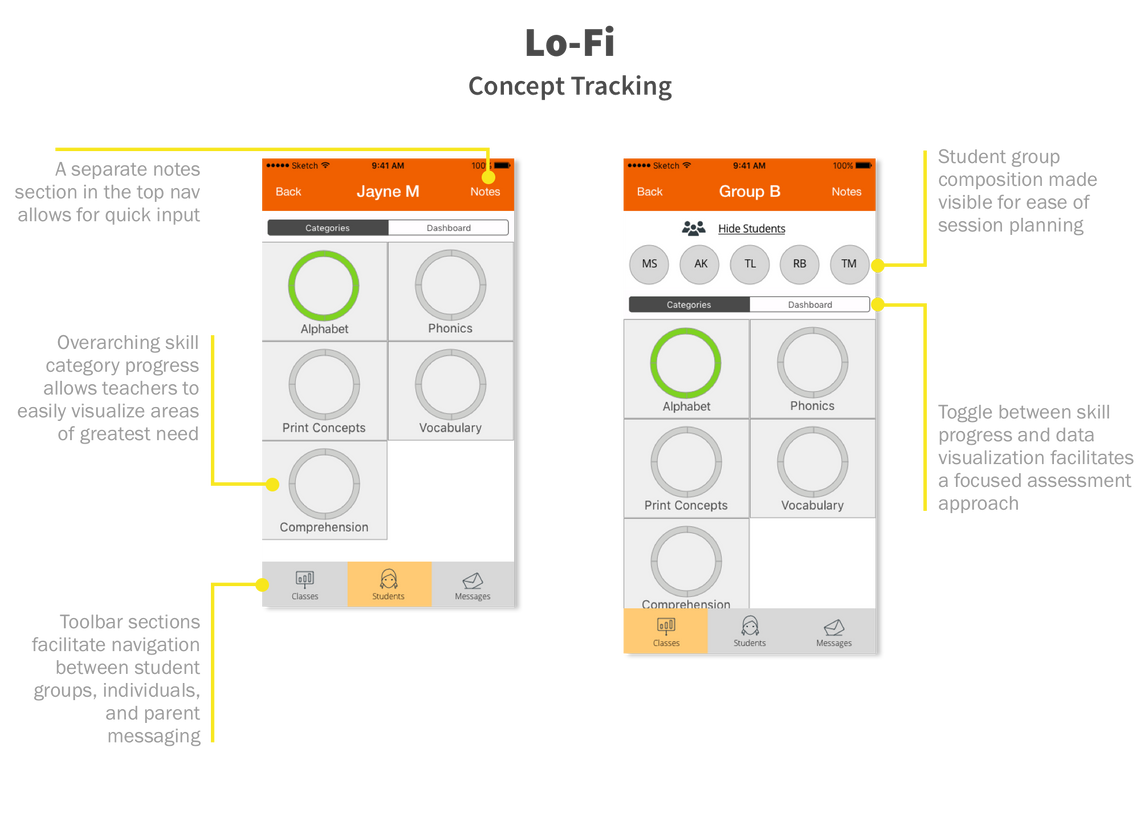 Lo-Fi
Concept Tracking
A separate notes
section in the top nav
allows for quick input
Overarching skill
category progress
allows teachers to
easily visualize areas
of greatest need
Toolbar sections
facilitate navigation
between student
groups, individuals,
and parent
messaging
Sketch 9:41 AM 100
Back Jayne M Notes
Categories Dashboard
Alphabet Phonics
Print Concepts Vocabulary
Comprehension
Classes Students Messages
Sketch 9:41 AM 100%
Back Group B Notes
Hide Students
MS AK TL RB TM
Categories Dashboard
Alphabet Phonics
Print Concepts Vocabulary
Comprehension
Classes Students Messages
Student group
composition made
visible for ease of
session planning
Toggle between skill
progress and data
visualization facilitates
a focused assessment
approach